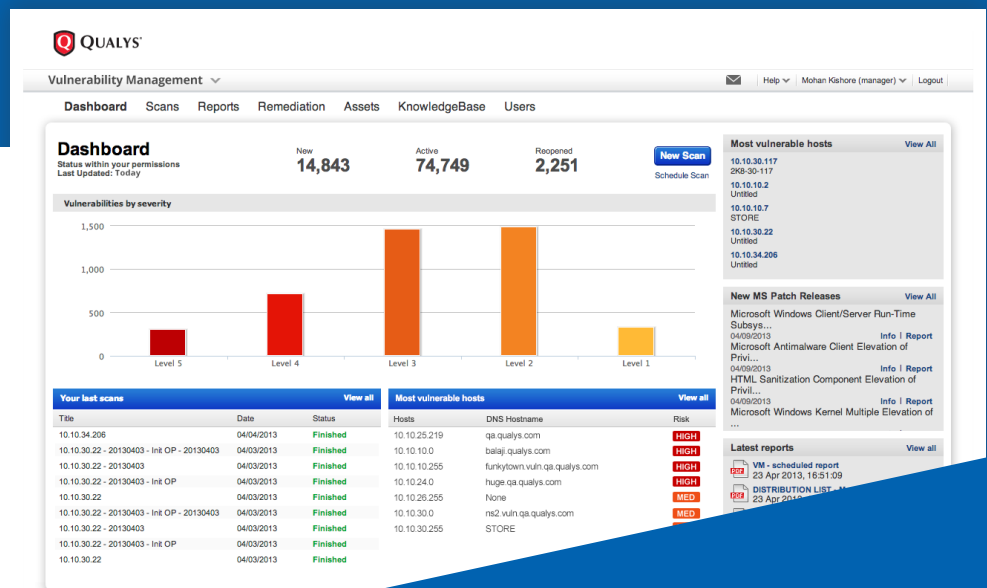 QUALYS
Vulnerability Management
Help
Mohan Kishore (manager)
Logout
Dashboard Scans Reports Remediation Assets KnowledgeBase Users
Dashboard
Status within your permissions
Last Updated: Today
New
14,843
Active
74,749
Reopened
2,251
New Scan
Schedule Scan
Vulnerabilities by severity
1,500
1,000
500
0
Level 5 Level 4 Level 3 Level 2 Level 1
Your last scans View all
Title Date Status
10.10.34.206 04/04/2013 Finished
10.10.30.22 - 20130403 - Init OP - 20130403 04/03/2013 Finished
10.10.30.22 - 20130403 04/03/2013 Finished
10.10.30.22 - 20130403 - Init OP 04/03/2013 Finished
10.10.30.22 04/03/2013 Finished
10.10.30.22 - 20130403 - Init OP - 20130403 04/03/2013 Finished
10.10.30.22 - 20130403 04/03/2013 Finished
10.10.30.22 - 20130403 - Init OP 04/03/2013 Finished
10.10.30.22 04/03/2013 Finished
Most vulnerable hosts View all
Hosts DNS Hostname Risk
10.10.25.219 qa.qualys.com HIGH
10.10.10.0 balaji.qualys.com HIGH
10.10.10.255 funkytown.vuln.qa.qualys.com HIGH
10.10.24.0 huge.qa.qualys.com HIGH
10.10.26.255 None MED
10.10.30.0 ns2.vuln.qa.qualys.com MED
10.10.30.255 STORE
Most vulnerable hosts View All
10.10.30.117
2K8-30-117
10.10.10.2
Untitled
10.10.10.7
STORE
10.10.30.22
Untitled
10.10.34.206
Untitled
New MS Patch Releases View All
Microsoft Windows Client/Server Run-Time
Subsys...
04/09/2013 Info | Report
Microsoft Antimalware Client Elevation of
Privi...
04/09/2013 Info | Report
HTML Sanitization Component Elevation of
Privil...
04/09/2013 Info | Report
Microsoft Windows Kernel Multiple Elevation of
...
Latest reports View all
PDF VM - scheduled report
23 Apr 2013, 16:51:09
PDF DISTRIBUTION LIST -
23 Apr